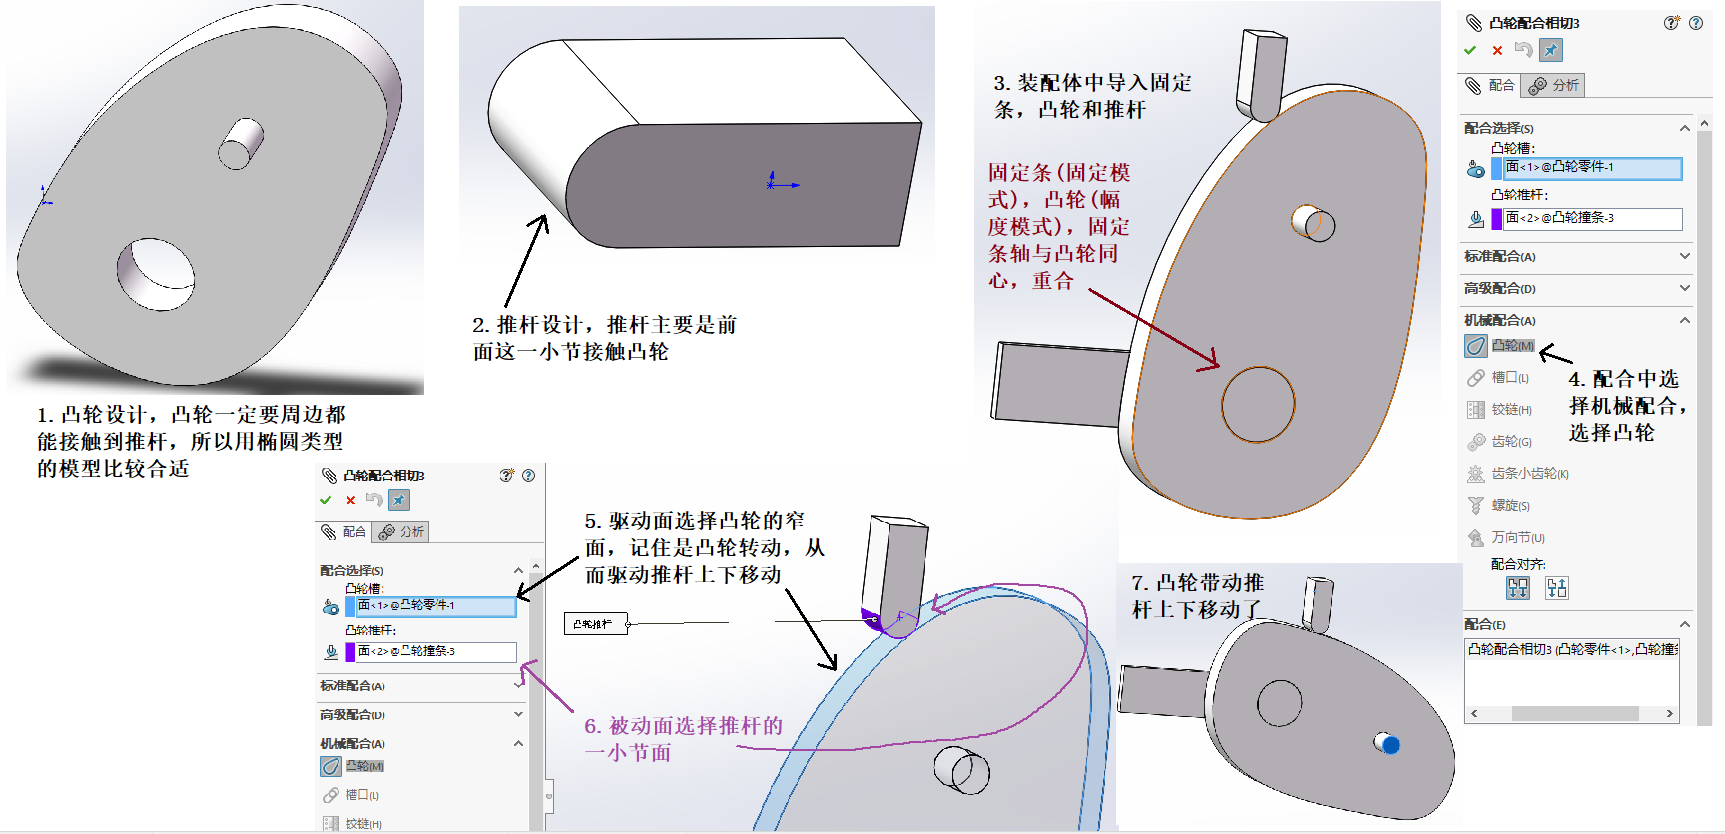 1. 凸轮设计，凸轮一定要周边都
能接触到推杆，所以用椭圆类型
的模型比较合适
2. 推杆设计，推杆主要是前
面这一小节接触凸轮
3. 装配体中导入固定
条，凸轮和推杆
固定条(固定模
式)，凸轮(幅
度模式)，固定
条轴与凸轮同
心，重合
凸轮配合相切3
配合
分析
配合选择(S)
凸轮槽:
面<1>@凸轮零件-1
凸轮推杆:
面<2>@凸轮撞条-3
标准配合(A)
高级配合(D)
机械配合(A)
凸轮(M)
槽口(L)
铰链(H)
齿轮(G)
齿条小齿轮(K)
螺旋(S)
万向节(U)
配合对齐:
配合(E)
凸轮配合相切3 (凸轮零件<1>,凸轮撞条
4. 配合中选
择机械配合，
选择凸轮
凸轮配合相切3
配合
分析
配合选择(S)
凸轮槽:
面<1>@凸轮零件-1
凸轮推杆:
面<2>@凸轮撞条-3
标准配合(A)
高级配合(D)
机械配合(A)
凸轮(M)
槽口(L)
铰链(H)
5. 驱动面选择凸轮的窄
面，记住是凸轮转动，从
而驱动推杆上下移动
凸轮推杆
6. 被动面选择推杆的
一小节面
7. 凸轮带动推
杆上下移动了